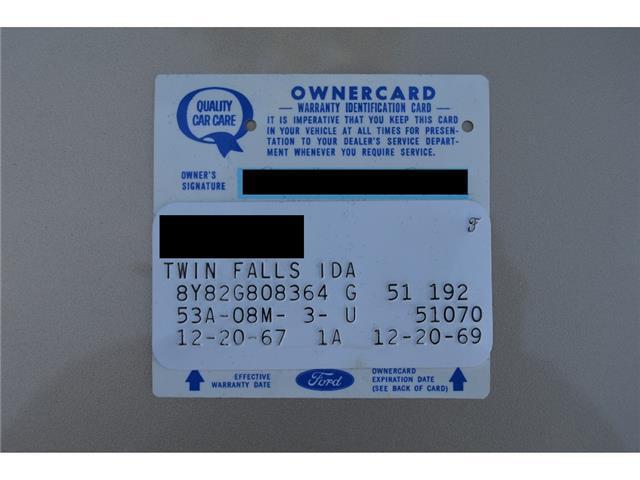 OWNERCARD
QUALITY
CAR CARE
— WARRANTY IDENTIFICATION CARD —
IT IS IMPERATIVE THAT YOU KEEP THIS CARD
IN YOUR VEHICLE AT ALL TIMES FOR PRESEN-
TATION TO YOUR DEALER'S SERVICE DEPART-
MENT WHENEVER YOU REQUIRE SERVICE.
OWNER'S
SIGNATURE
F
TWIN FALLS IDA
8Y82G808364 G 51 192
53A-08M- 3- U 51070
12-20-67 1A 12-20-69
EFFECTIVE
WARRANTY DATE
Ford
OWNERCARD
EXPIRATION DATE
(SEE BACK OF CARD)